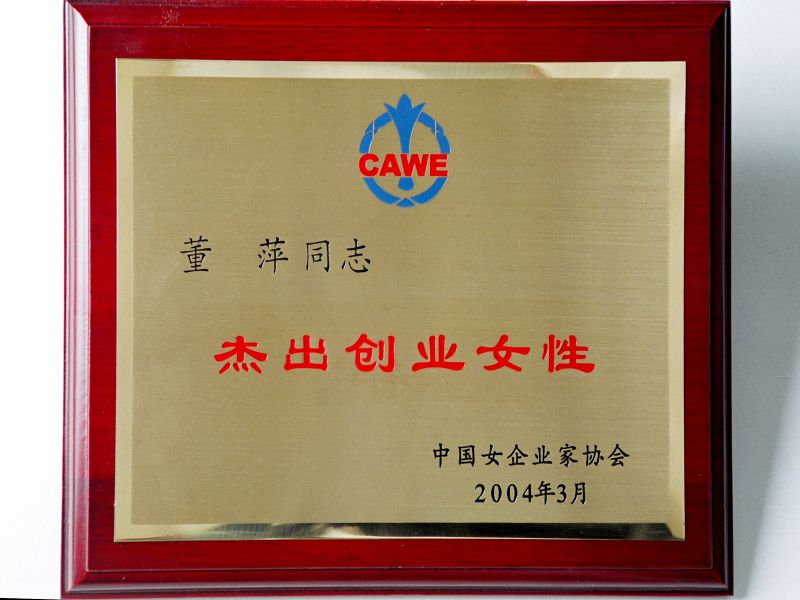 CAWE
董 萍同志
杰出创业女性
中国女企业家协会
2004年3月